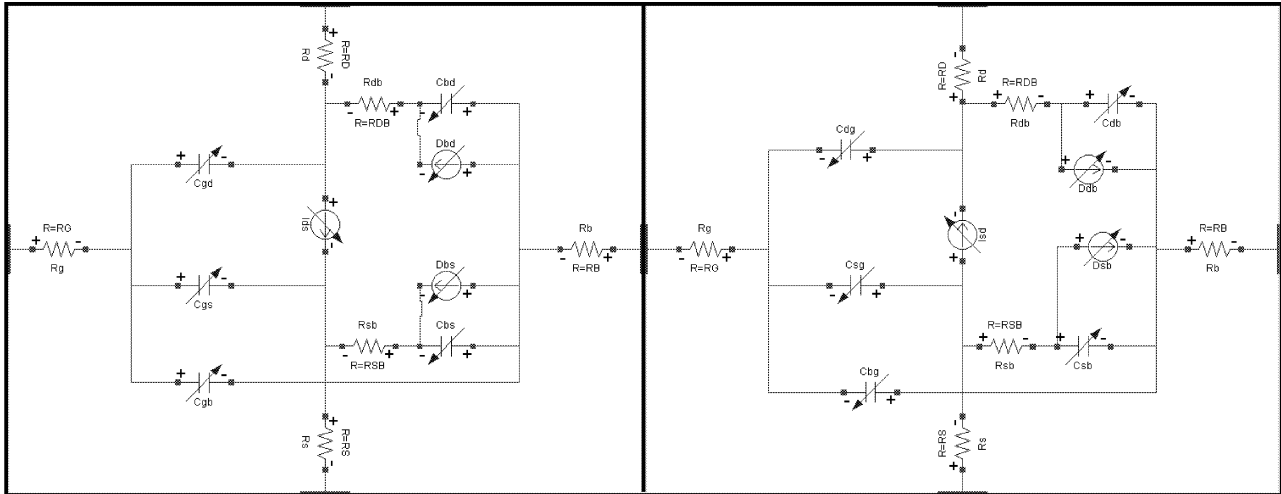 R=RD
Rd
Rdb
R=RDB
Cbd
Dbd
Cgd
Ids
R=RG
Rg
Rb
R=RB
Dbs
Cgs
Rsb
R=RSB
Cbs
Cgb
R=RS
Rs
R=RD
Rd
R=RDB
Rdb
Cdb
Ddb
Cdg
Isd
Rg
R=RG
Dsb
R=RB
Rb
Csg
R=RSB
Rsb
Csb
Cbg
R=RS
Rs